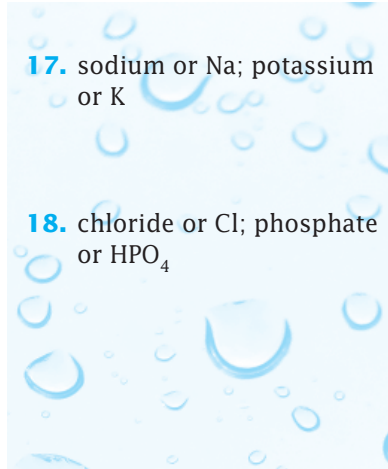 17. sodium or Na; potassium
or K
18. chloride or Cl; phosphate
or HPO₄